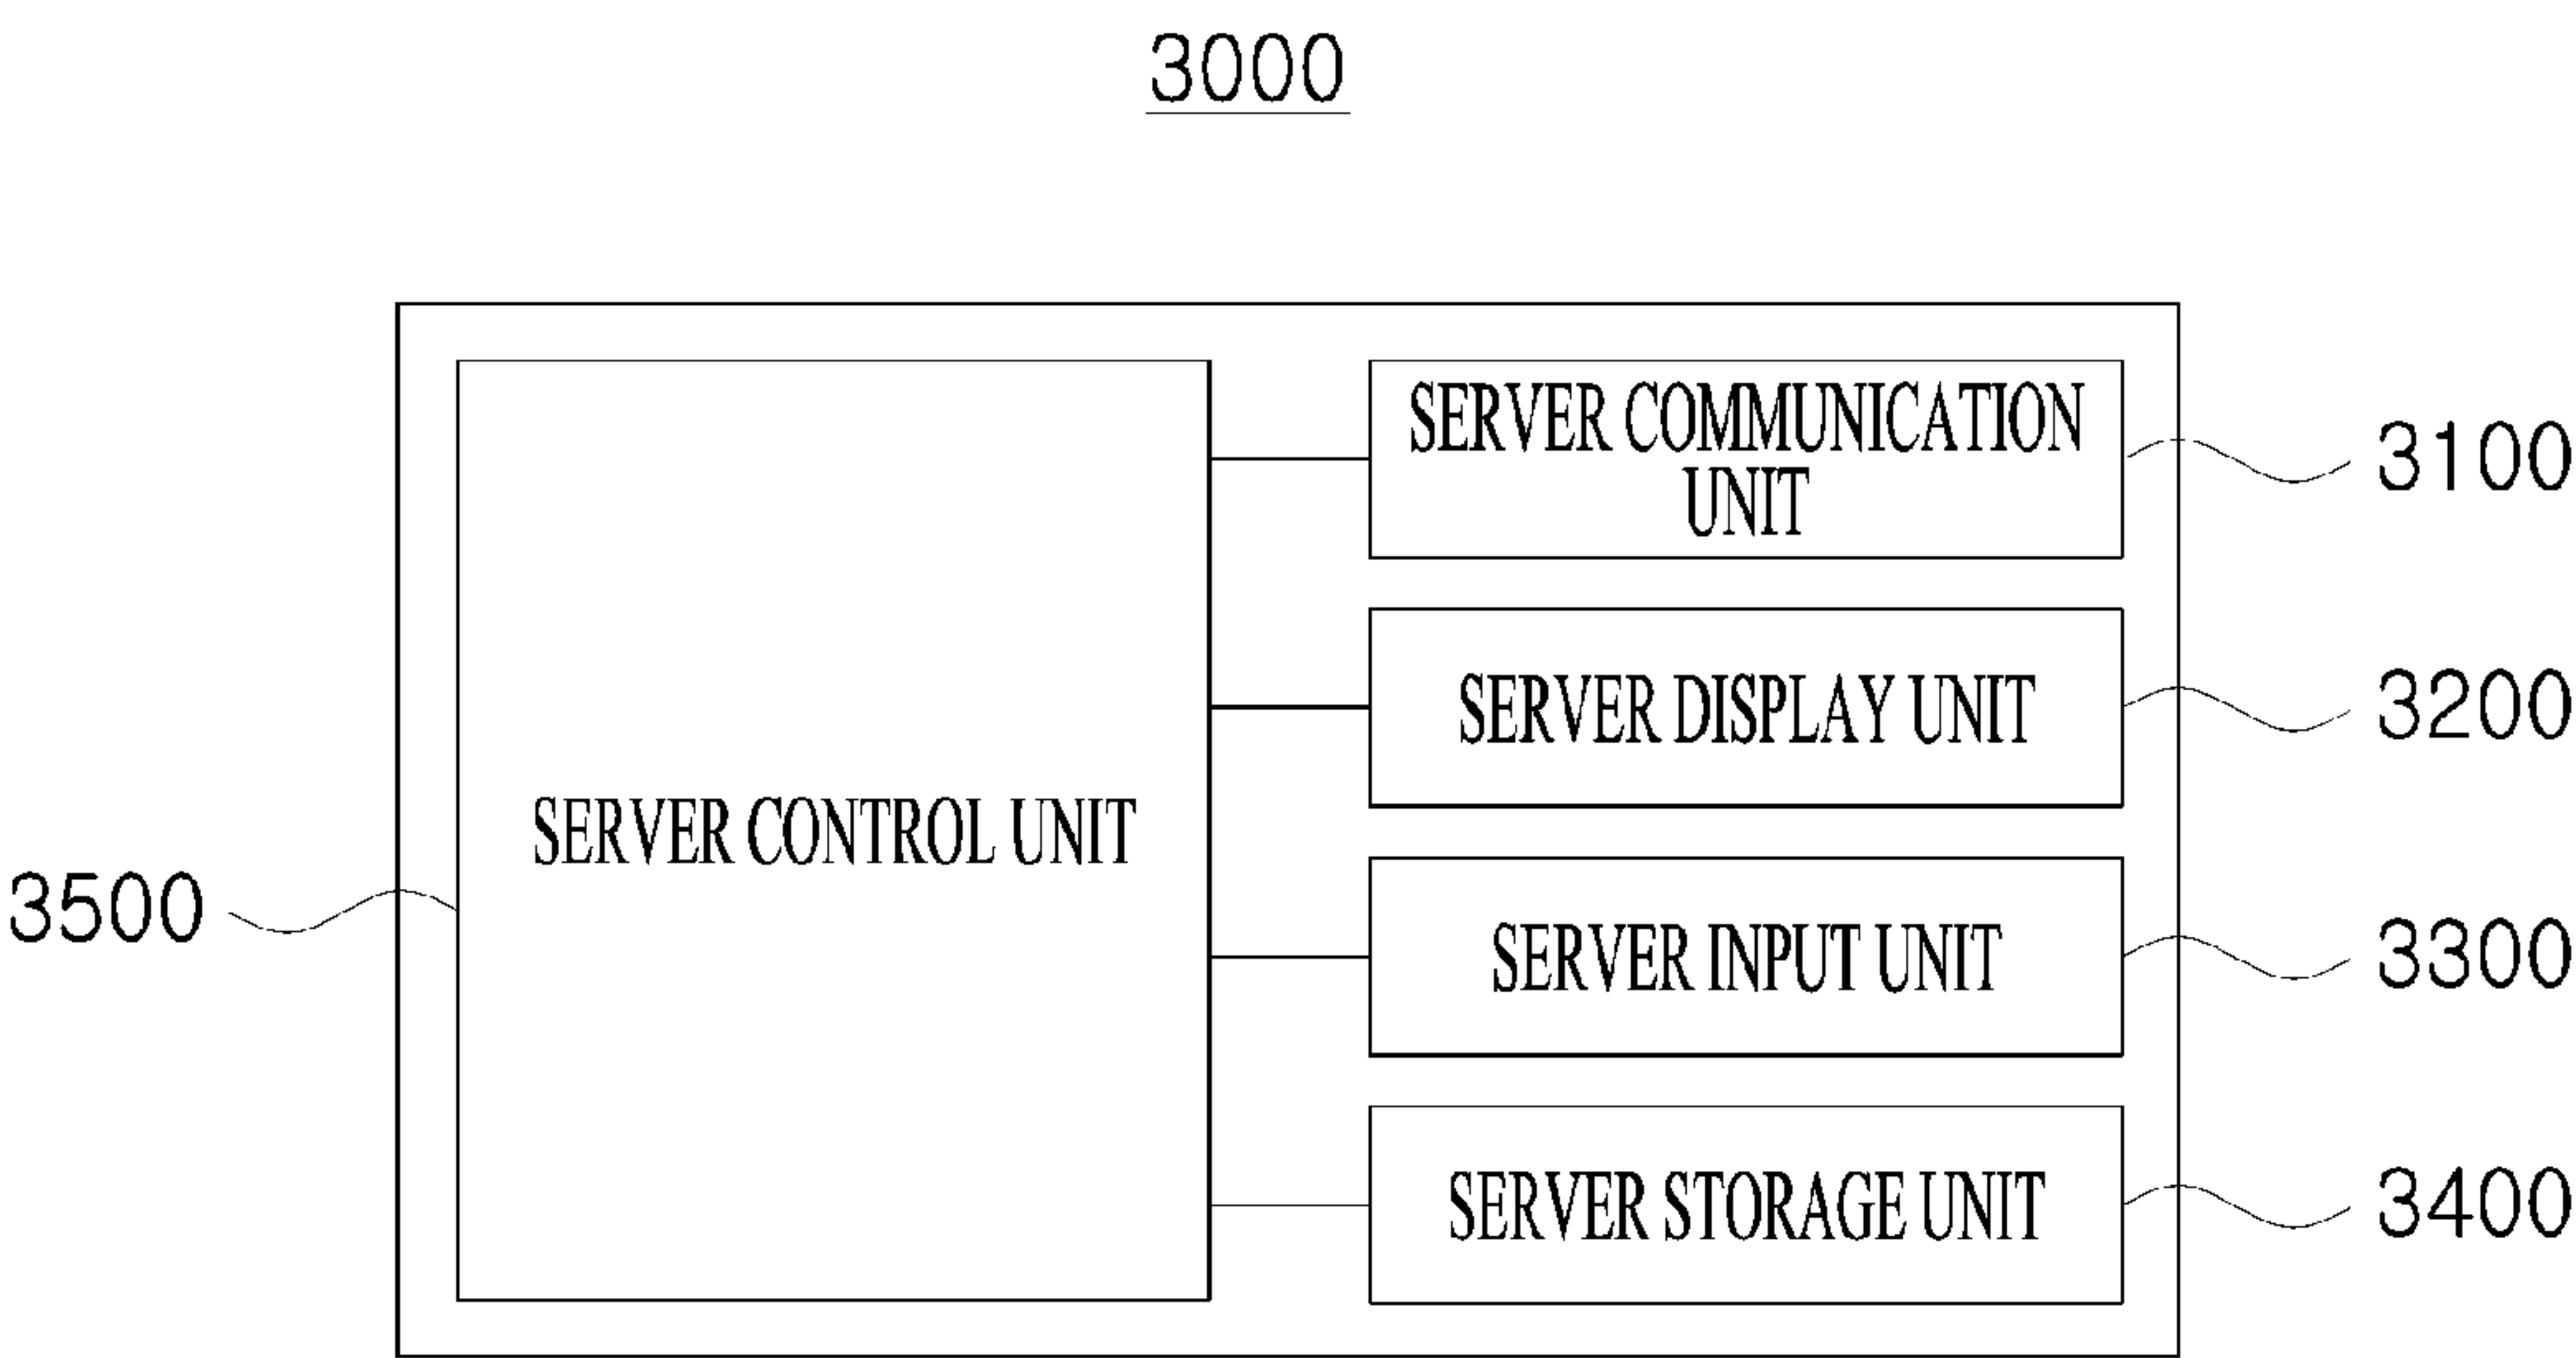 3000
SERVER COMMUNICATION
UNIT
3100
SERVER DISPLAY UNIT
3200
SERVER CONTROL UNIT
3500
SERVER INPUT UNIT
3300
SERVER STORAGE UNIT
3400